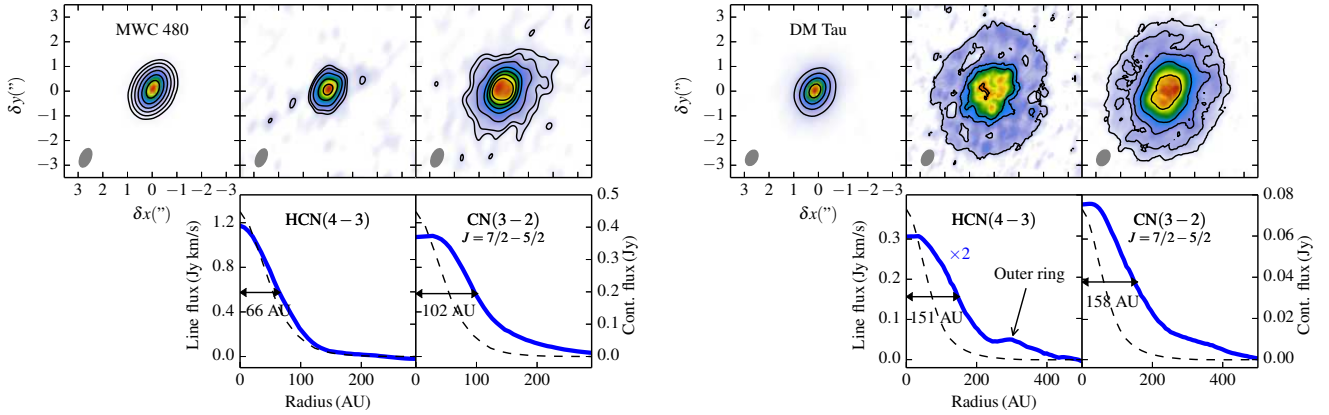 3
2
1
0
−1
−2
−3
δy(”)
MWC 480
3 2 1 0 −1 −2 −3
δx(”)
1.2
0.8
0.4
0.0
Line flux (Jy km/s)
HCN(4−3)
66 AU
CN(3−2)
J = 7/2−5/2
102 AU
0.5
0.4
0.3
0.2
0.1
0.0
Cont. flux (Jy)
0 100 200
0 100 200
Radius (AU)
3
2
1
0
−1
−2
−3
δy(”)
DM Tau
3 2 1 0 −1 −2 −3
δx(”)
0.3
0.2
0.1
0.0
Line flux (Jy km/s)
HCN(4−3)
×2
Outer ring
151 AU
CN(3−2)
J = 7/2−5/2
158 AU
0.08
0.06
0.04
0.02
0.00
Cont. flux (Jy)
0 200 400
0 200 400
Radius (AU)